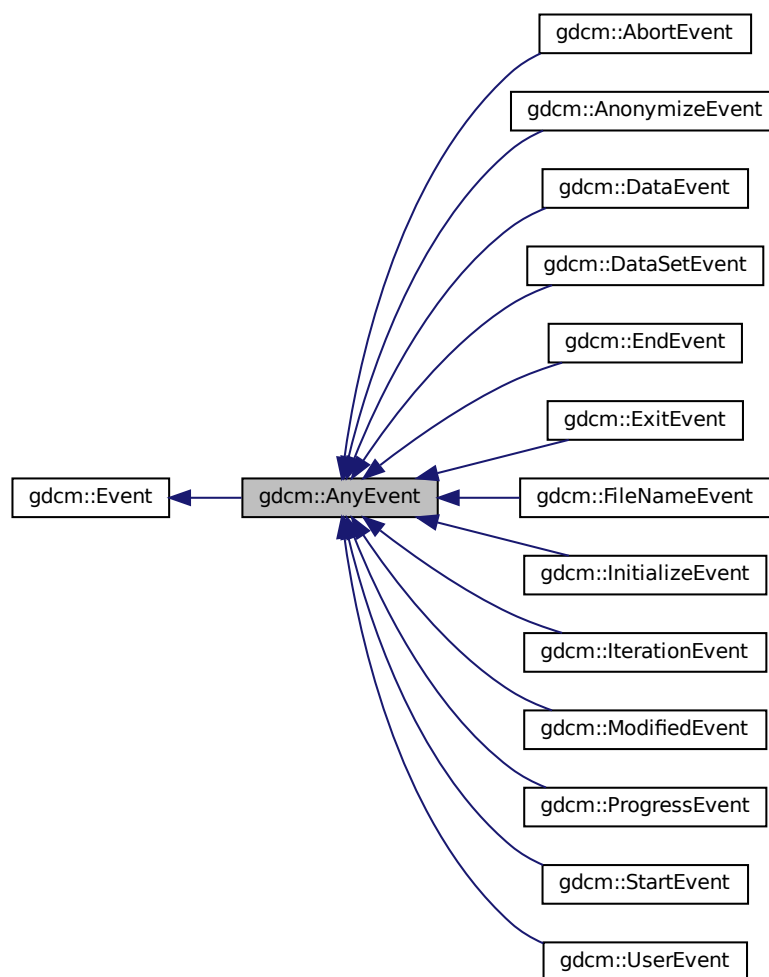 gdcm::AbortEvent
gdcm::AnonymizeEvent
gdcm::DataEvent
gdcm::DataSetEvent
gdcm::EndEvent
gdcm::ExitEvent
gdcm::Event
gdcm::AnyEvent
gdcm::FileNameEvent
gdcm::InitializeEvent
gdcm::IterationEvent
gdcm::ModifiedEvent
gdcm::ProgressEvent
gdcm::StartEvent
gdcm::UserEvent